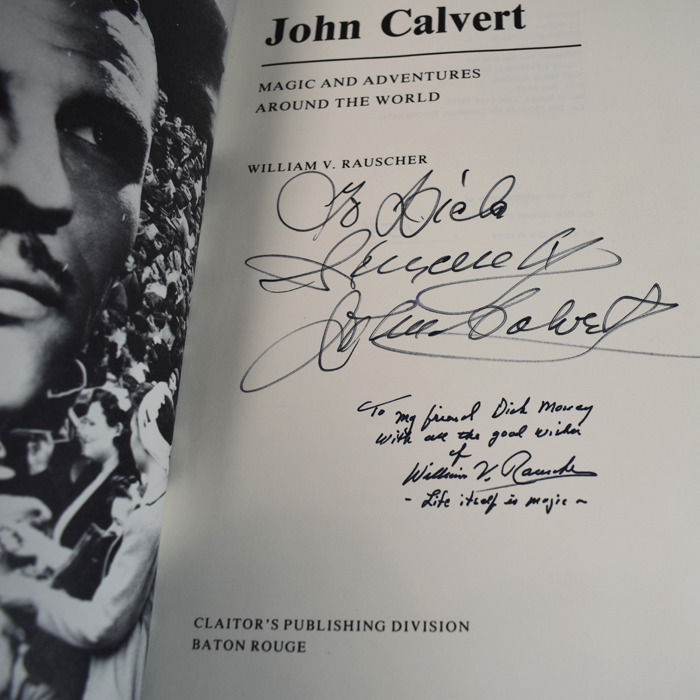 John Calvert
MAGIC AND ADVENTURES
AROUND THE WORLD
WILLIAM V. RAUSCHER
To Dick
Sincerely
John Calvert
To my friend Dick Money
With all the good wishes
of
William V. Rauscher
- Life itself is magic ~
CLAITOR'S PUBLISHING DIVISION
BATON ROUGE